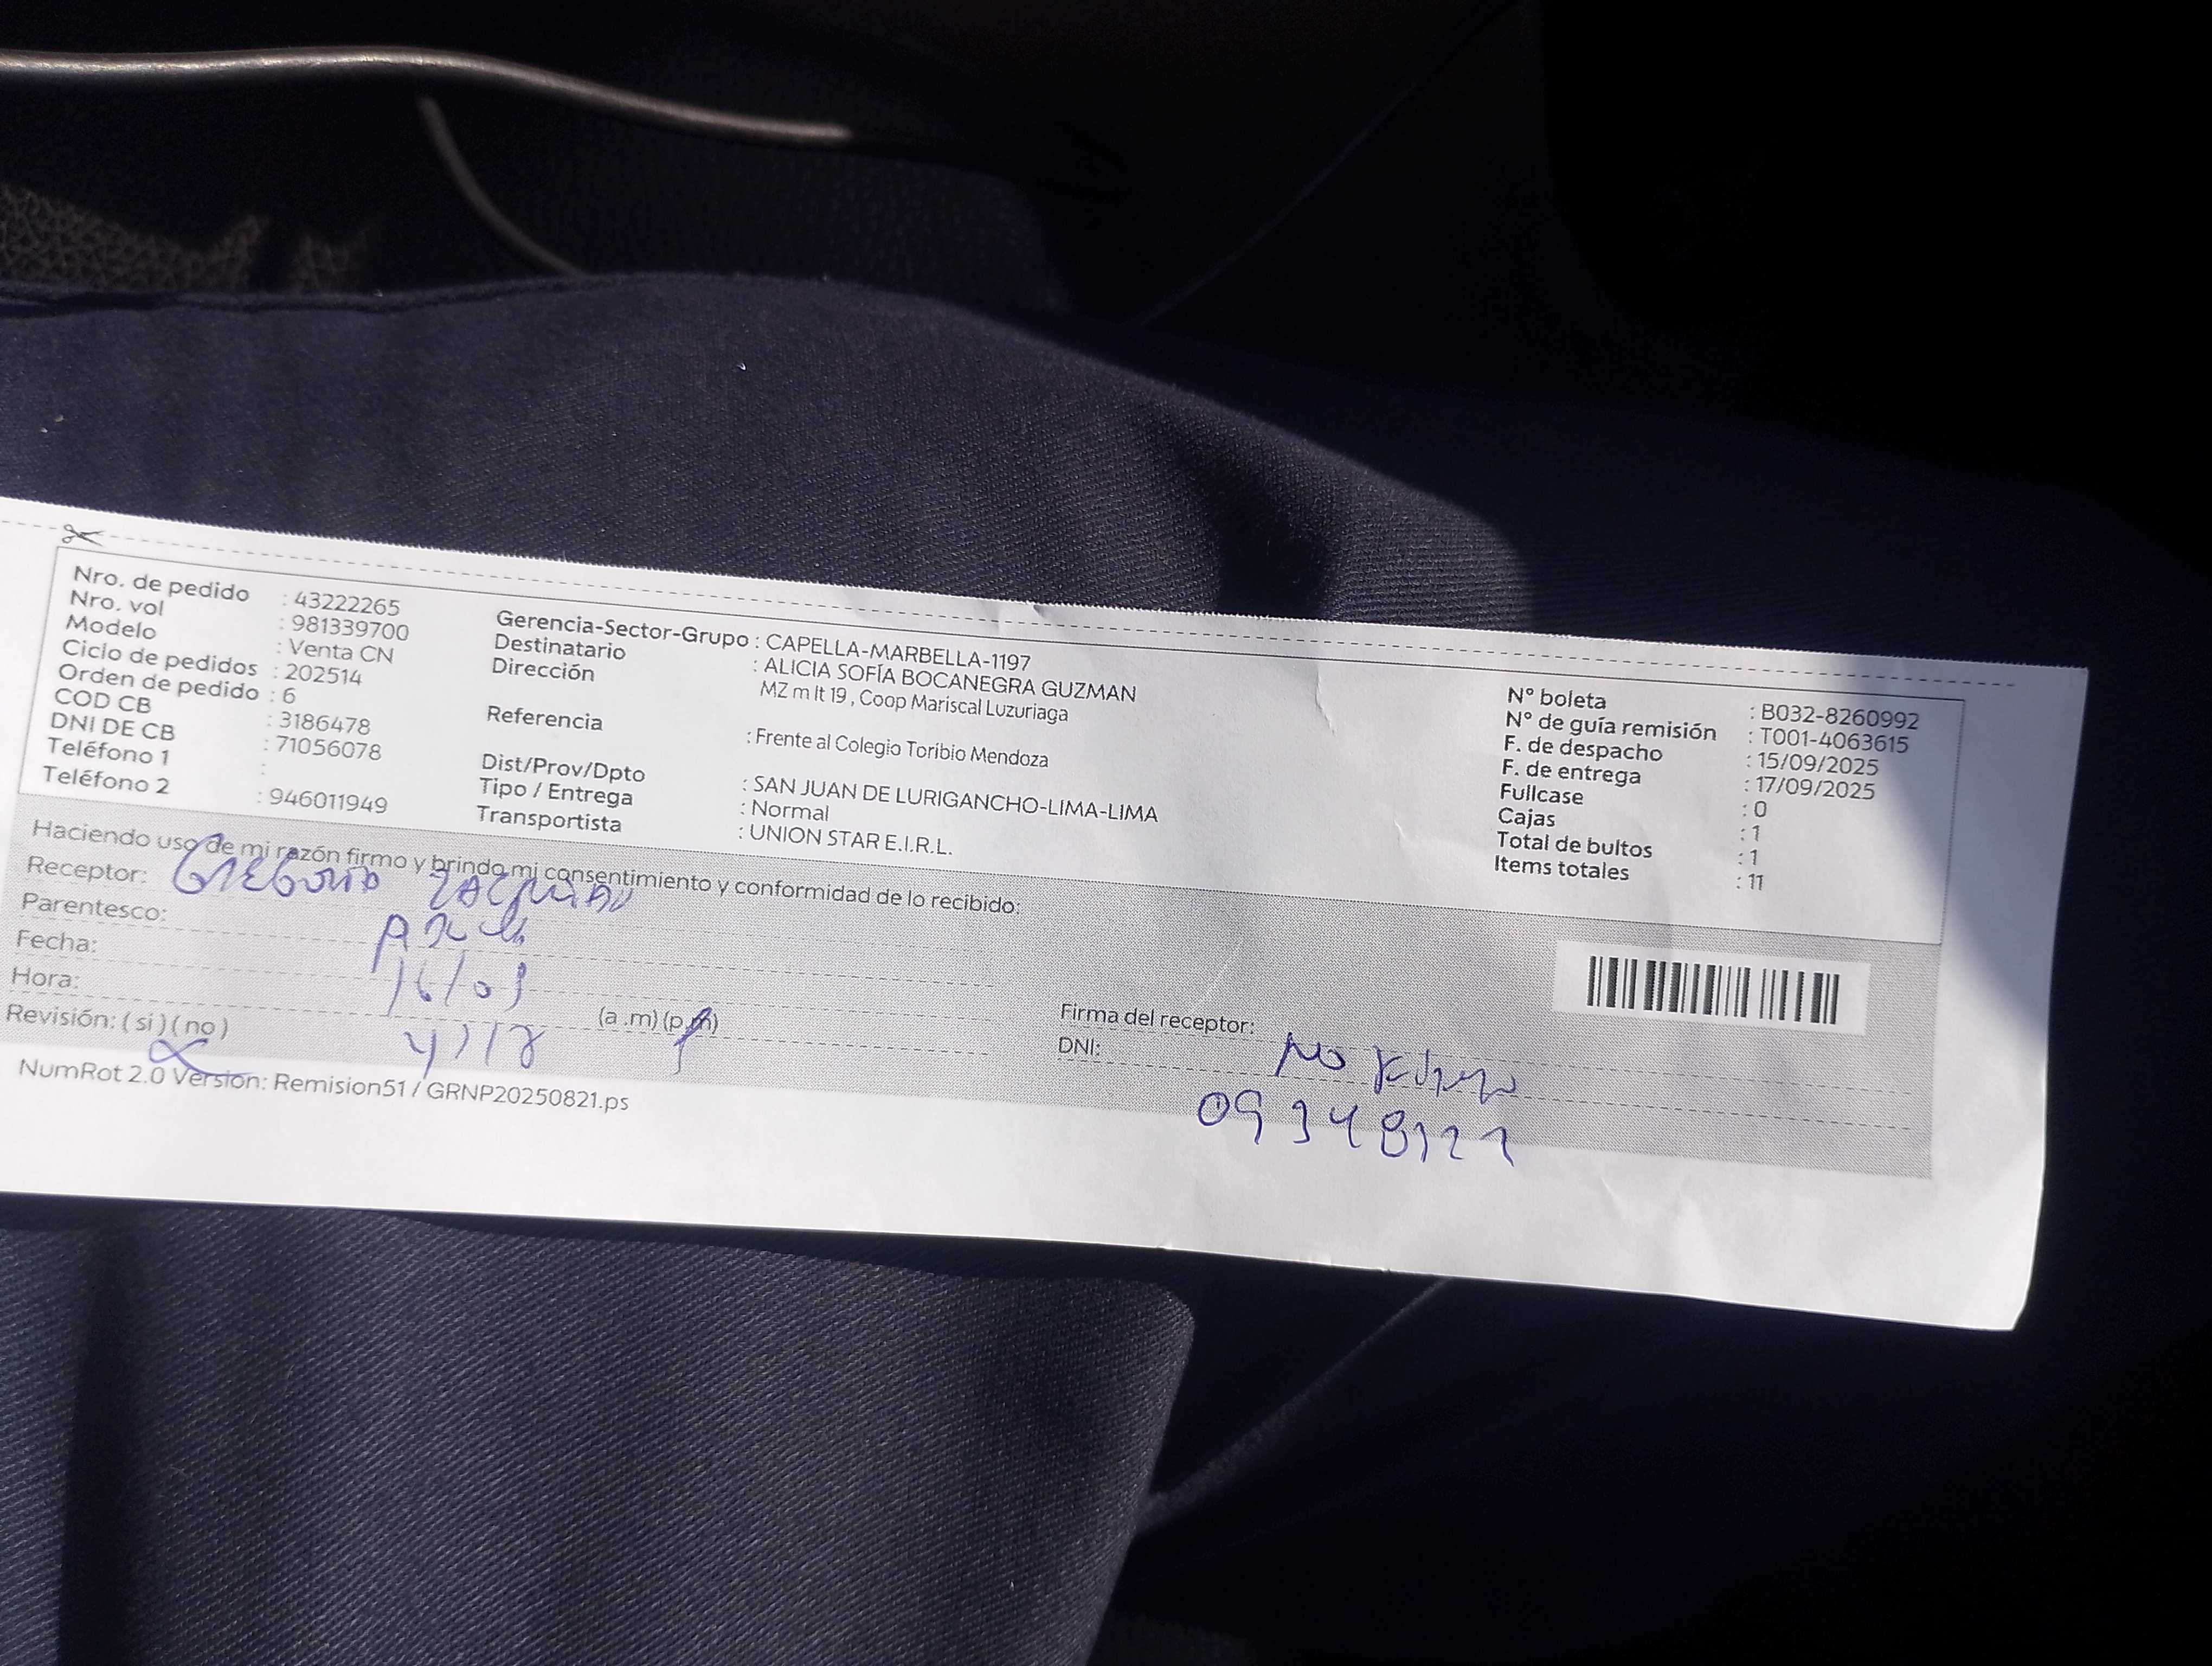 Nro. de pedido : 43222265
Nro. vol : 981339700
Modelo : Venta CN
Ciclo de pedidos : 202514
Orden de pedido : 6
COD CB : 3186478
DNI DE CB : 71056078
Teléfono 1 :
Teléfono 2 : 946011949
Gerencia-Sector-Grupo : CAPELLA-MARBELLA-1197
Destinatario : ALICIA SOFÍA BOCANEGRA GUZMAN
Dirección MZ m lt 19 , Coop Mariscal Luzuriaga
Referencia : Frente al Colegio Toribio Mendoza
Dist/Prov/Dpto : SAN JUAN DE LURIGANCHO-LIMA-LIMA
Tipo / Entrega : Normal
Transportista : UNION STAR E.I.R.L.
N° boleta : B032-8260992
N° de guía remisión : T001-4063615
F. de despacho : 15/09/2025
F. de entrega : 17/09/2025
Fullcase : 0
Cajas : 1
Total de bultos : 1
Items totales : 11
Haciendo uso de mi razón firmo y brindo mi consentimiento y conformidad de lo recibido:
Receptor: GREGORIO
Parentesco:
Fecha: 16/09
Hora: (a .m) (p.m)
Revisión: ( si ) ( no )
Firma del receptor: NO
DNI:
NumRot 2.0 Version: Remision51 / GRNP20250821.ps